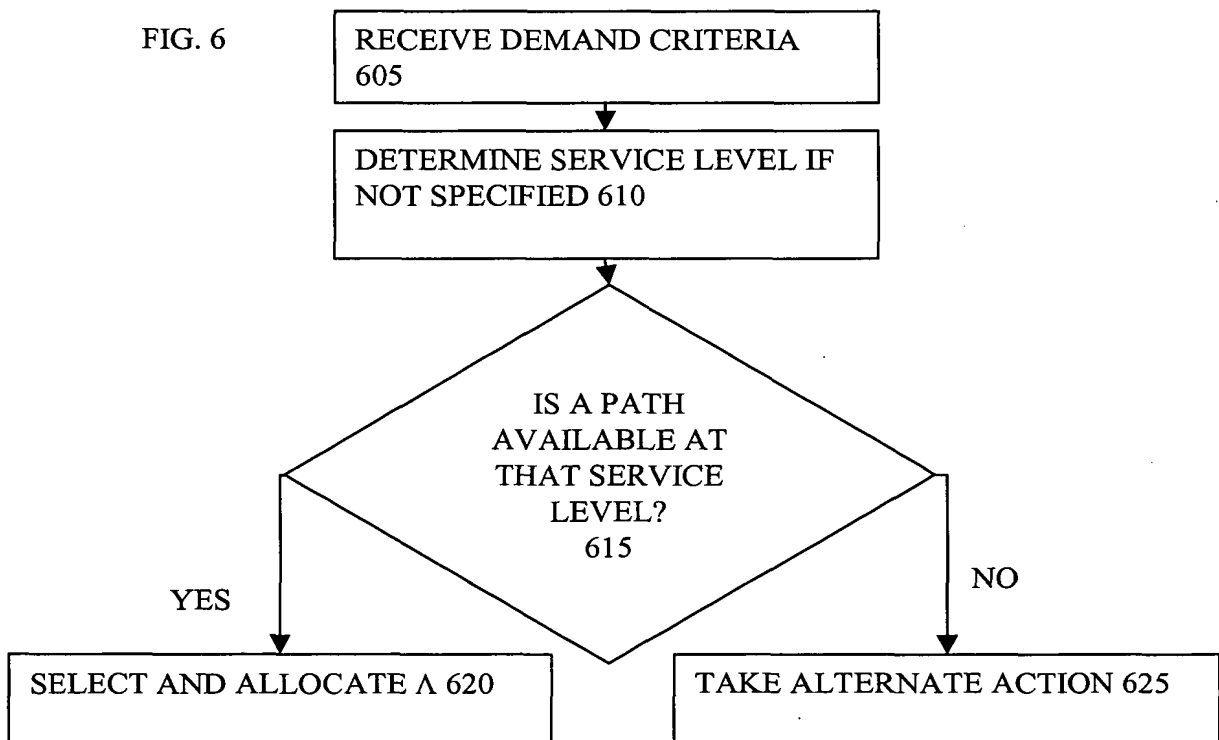 FIG. 6
RECEIVE DEMAND CRITERIA
605
DETERMINE SERVICE LEVEL IF
NOT SPECIFIED 610
IS A PATH
AVAILABLE AT
THAT SERVICE
LEVEL?
615
YES
NO
SELECT AND ALLOCATE Λ 620
TAKE ALTERNATE ACTION 625